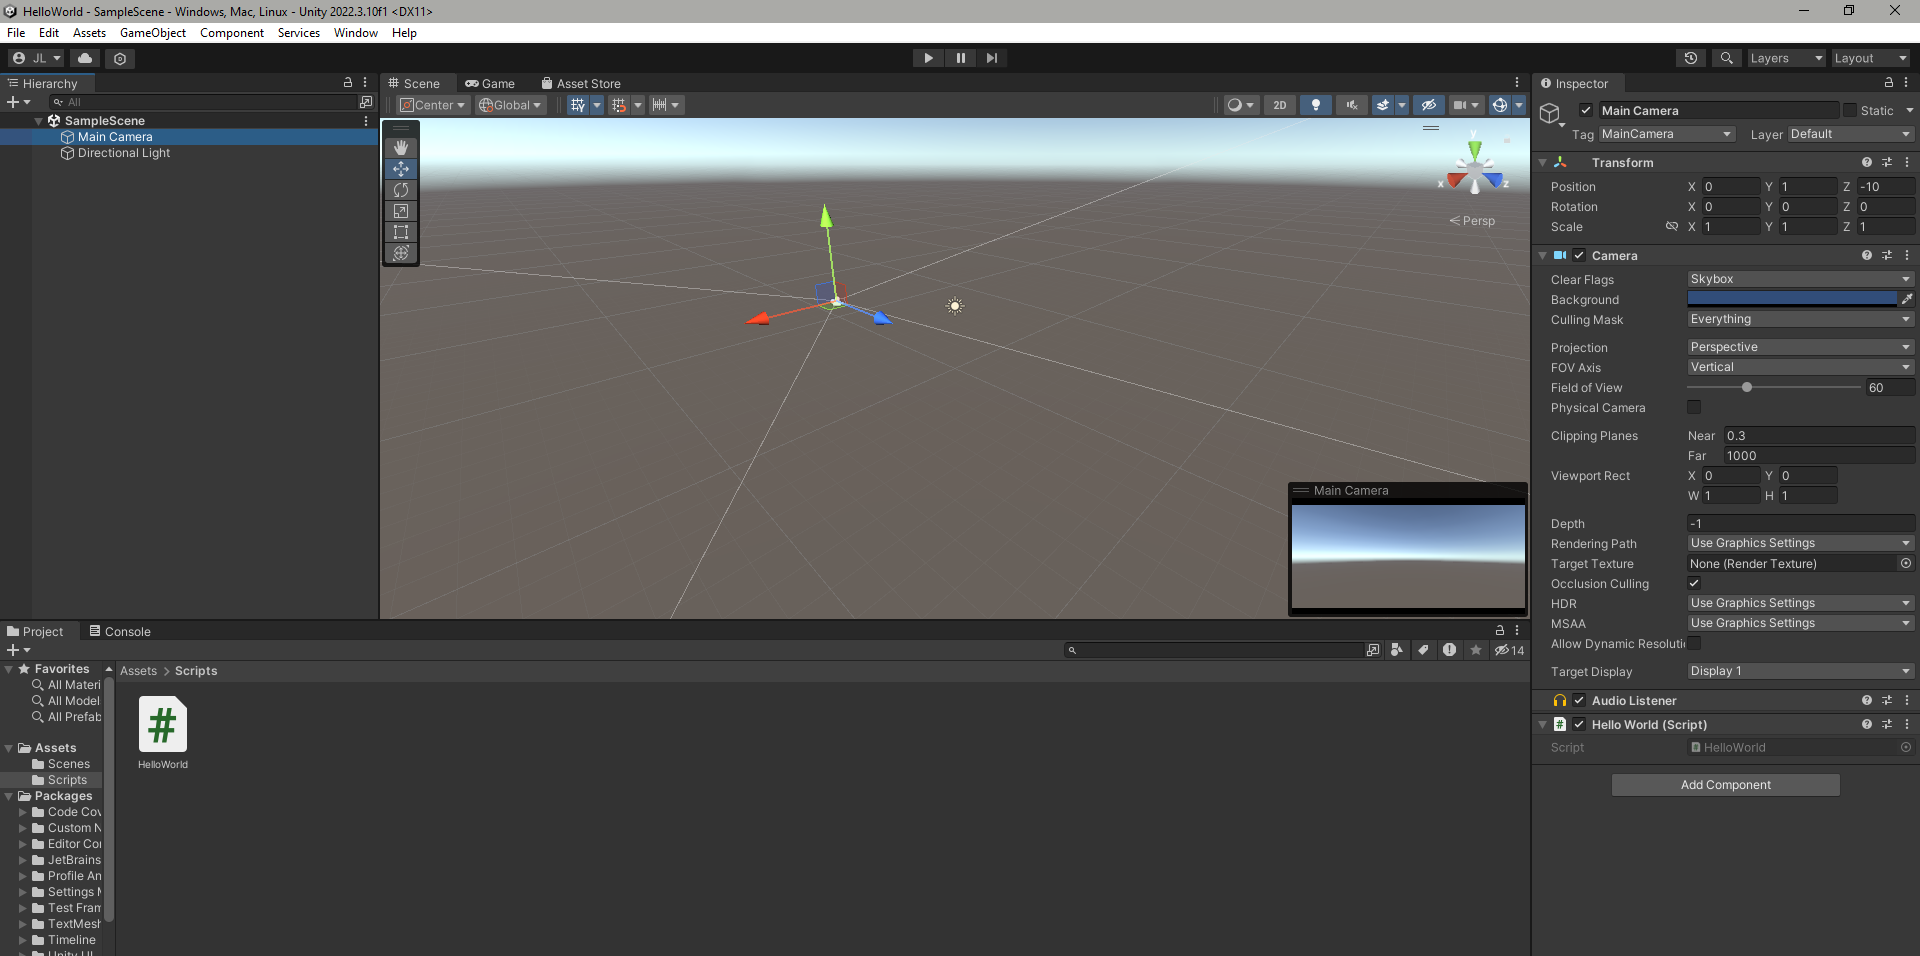 HelloWorld - SampleScene - Windows, Mac, Linux - Unity 2022.3.10f1 <DX11>
File Edit Assets GameObject Component Services Window Help
JL Layers Layout
Hierarchy
All
SampleScene
Main Camera
Directional Light
Scene Game Asset Store
Center Global 2D
y
x z
Persp
Main Camera
Inspector
Main Camera Static
Tag MainCamera Layer Default
Transform
Position X 0 Y 1 Z -10
Rotation X 0 Y 0 Z 0
Scale X 1 Y 1 Z 1
Camera
Clear Flags Skybox
Background
Culling Mask Everything
Projection Perspective
FOV Axis Vertical
Field of View 60
Physical Camera
Clipping Planes Near 0.3
Far 1000
Viewport Rect X 0 Y 0
W 1 H 1
Depth -1
Rendering Path Use Graphics Settings
Target Texture None (Render Texture)
Occlusion Culling
HDR Use Graphics Settings
MSAA Use Graphics Settings
Allow Dynamic Resoluti
Target Display Display 1
Audio Listener
# Hello World (Script)
Script HelloWorld
Add Component
Project Console
14
Favorites
All Materi
All Model
All Prefab
Assets
Scenes
Scripts
Packages
Code Cov
Custom N
Editor Cor
JetBrains
Profile An
Settings M
Test Fram
TextMesh
Timeline
Unity UI
Assets > Scripts
#
HelloWorld